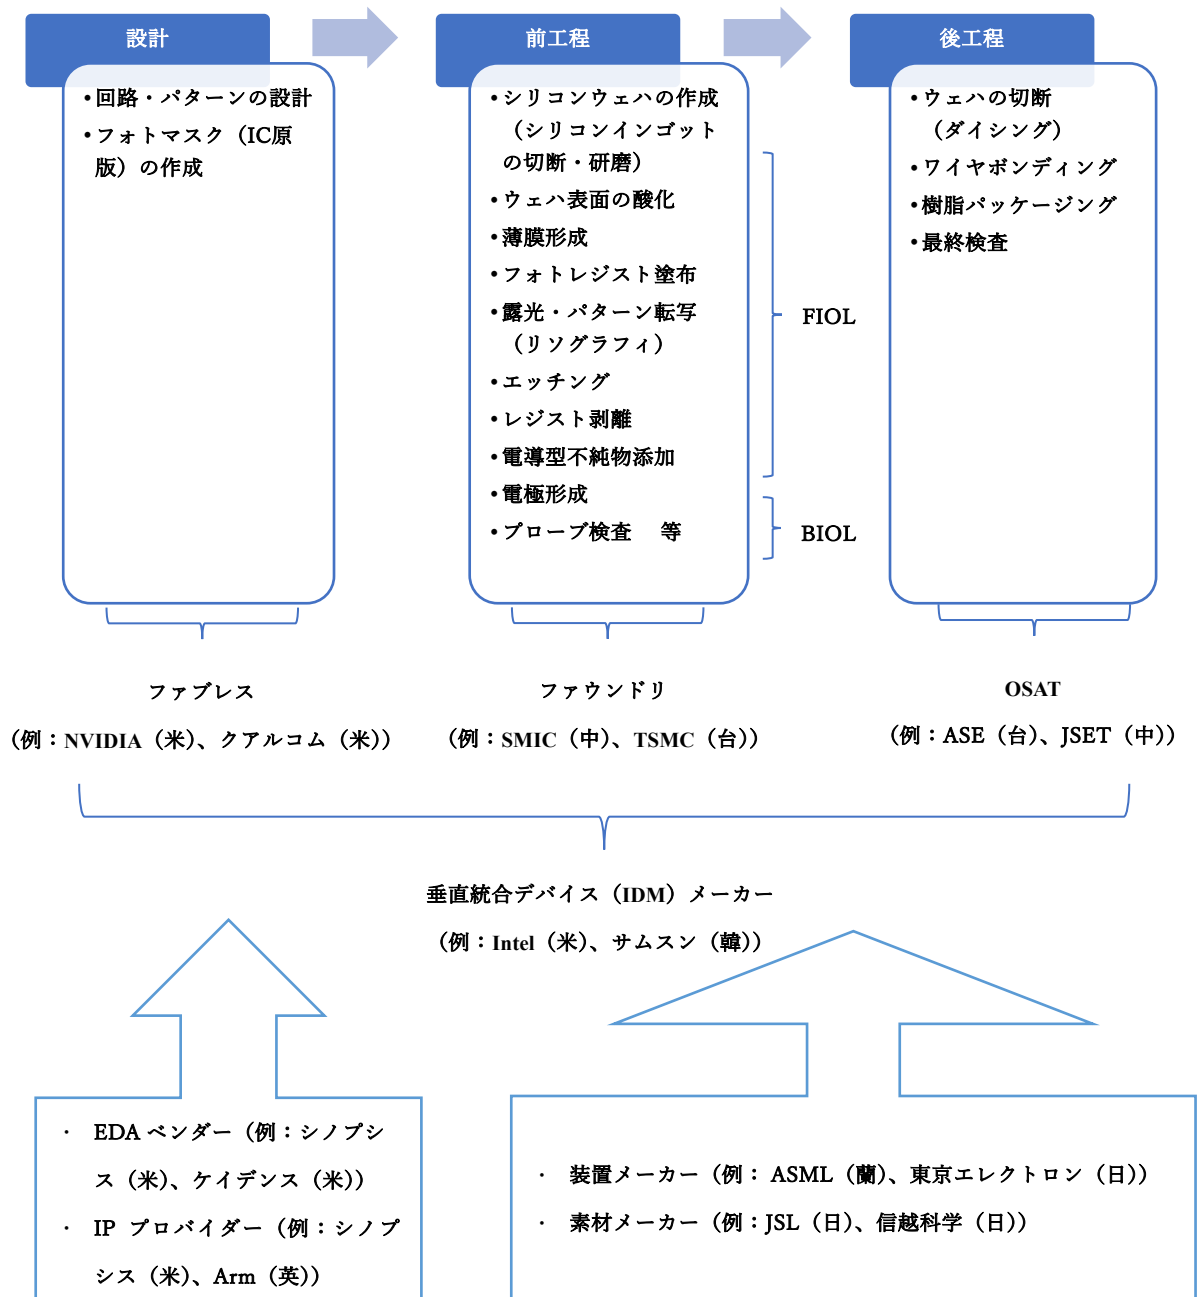 設計
・回路・パターンの設計
・フォトマスク（IC原
版）の作成
前工程
・シリコンウェハの作成
（シリコンインゴット
の切断・研磨）
・ウェハ表面の酸化
・薄膜形成
・フォトレジスト塗布
・露光・パターン転写
（リソグラフィ）
・エッチング
・レジスト剥離
・電導型不純物添加
・電極形成
・プローブ検査　等
FIOL
BIOL
後工程
・ウェハの切断
（ダイシング）
・ワイヤボンディング
・樹脂パッケージング
・最終検査
ファブレス
（例：NVIDIA（米）、クアルコム（米））
ファウンドリ
（例：SMIC（中）、TSMC（台））
OSAT
（例：ASE（台）、JSET（中））
垂直統合デバイス（IDM）メーカー
（例：Intel（米）、サムスン（韓））
· EDA ベンダー（例：シノプシ
ス（米）、ケイデンス（米））
· IP プロバイダー（例：シノプ
シス（米）、Arm（英））
· 装置メーカー（例： ASML（蘭）、東京エレクトロン（日））
· 素材メーカー（例：JSL（日）、信越科学（日））